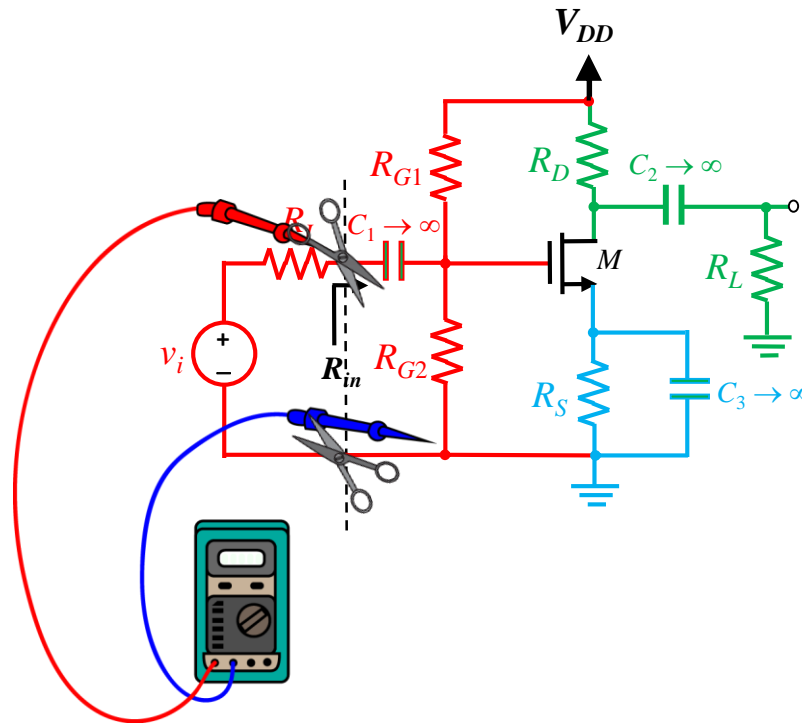 V_DD
R_G1
R_D
C_2 → ∞
C_1 → ∞
M
R_L
v_i
+
−
R_in
R_G2
R_S
C_3 → ∞